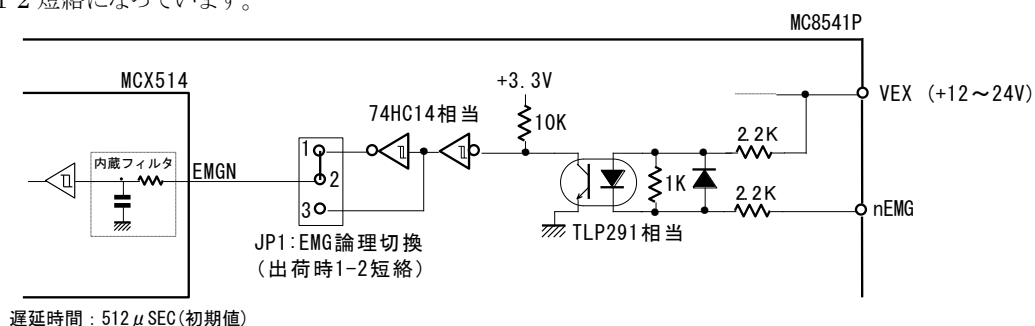 1 2 短絡になっています。
MC8541P
MCX514
+3.3V
VEX (+12～24V)
74HC14相当
10K
2.2K
内蔵フィルタ
EMGN
1
2
3
1K
2.2K
nEMG
TLP291相当
JP1:EMG論理切換
(出荷時1-2短絡)
遅延時間：512μSEC(初期値)